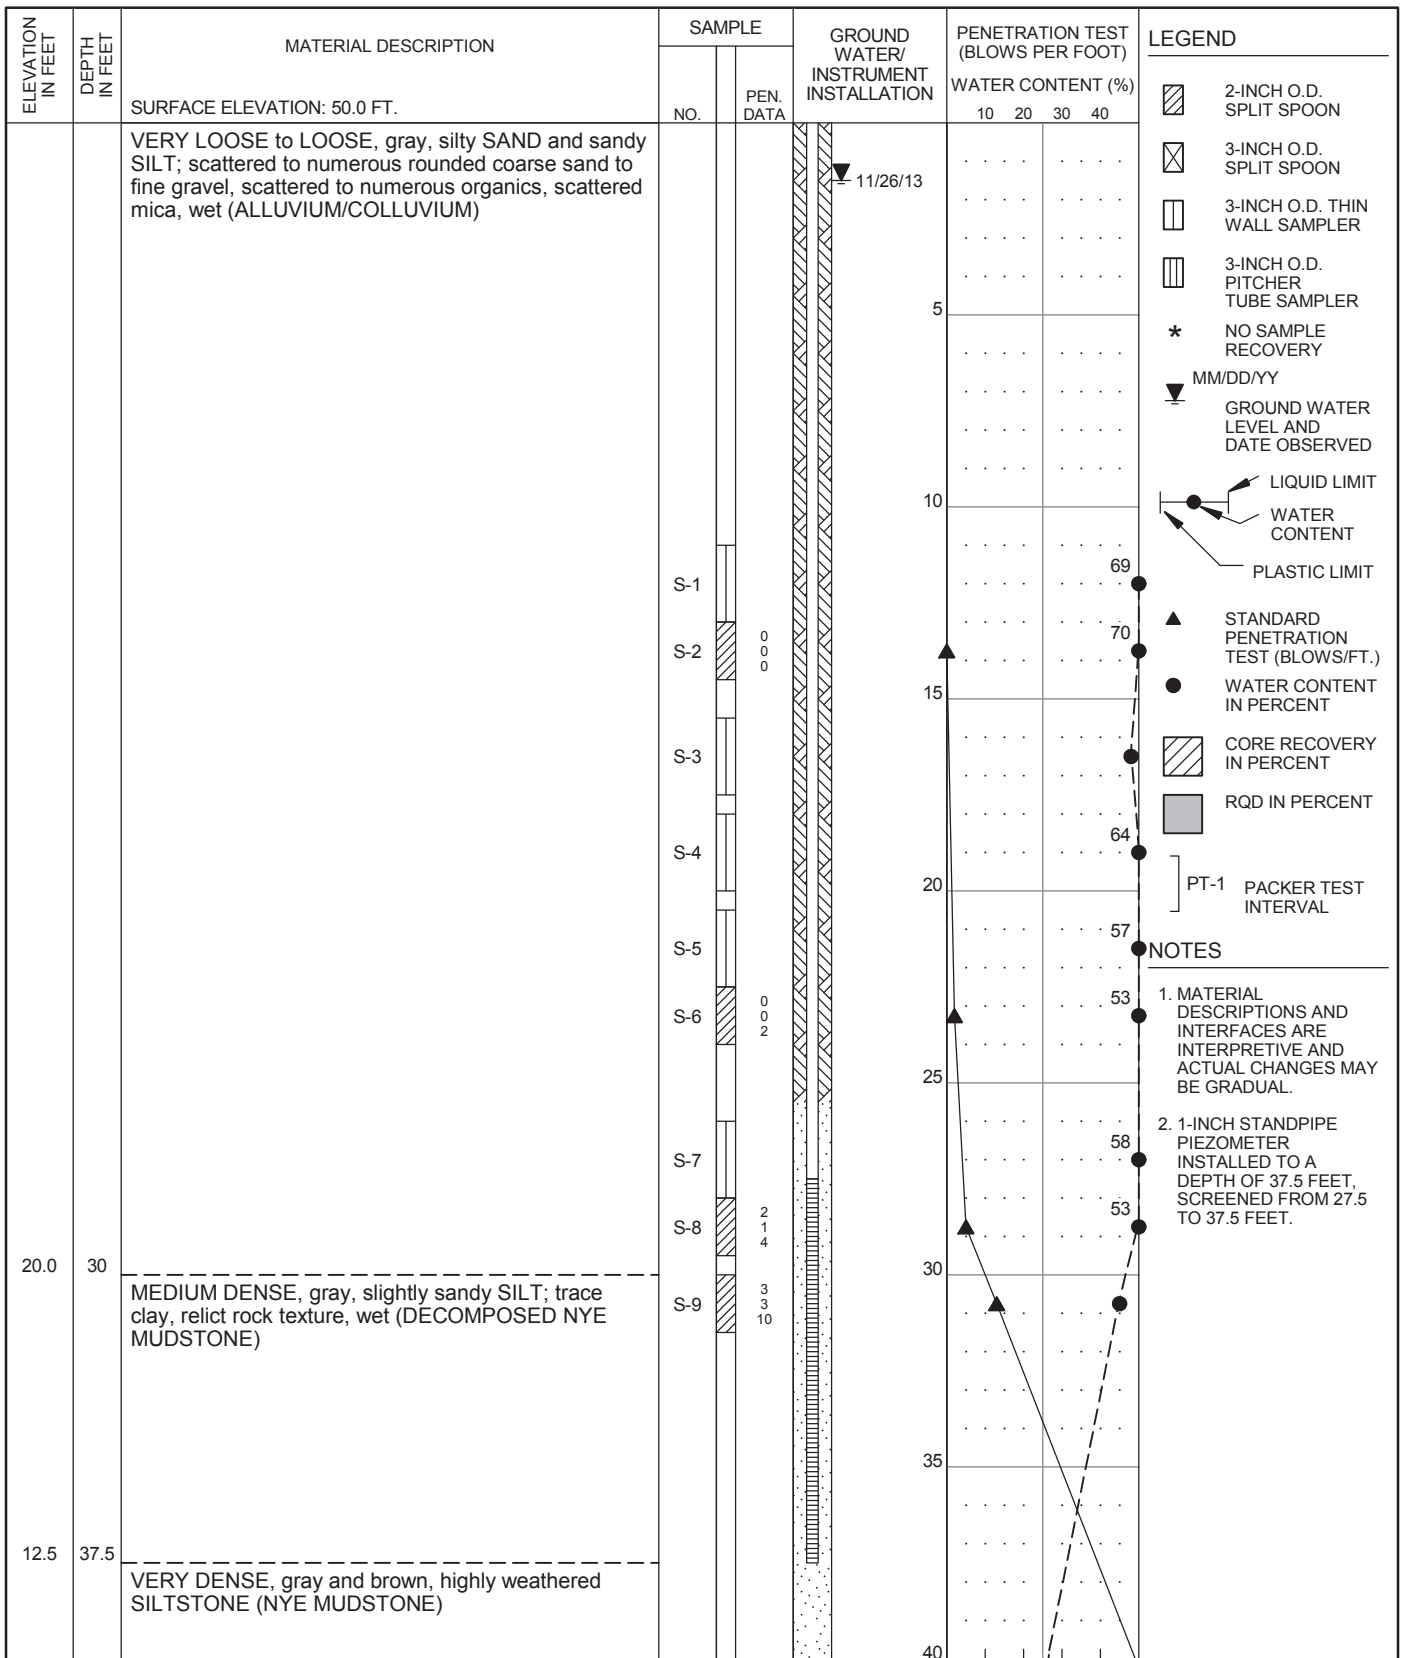 ELEVATION
IN FEET
DEPTH
IN FEET
MATERIAL DESCRIPTION
SURFACE ELEVATION: 50.0 FT.
SAMPLE
NO.
PEN.
DATA
GROUND
WATER/
INSTRUMENT
INSTALLATION
PENETRATION TEST
(BLOWS PER FOOT)
WATER CONTENT (%)
10 20 30 40
VERY LOOSE to LOOSE, gray, silty SAND and sandy
SILT; scattered to numerous rounded coarse sand to
fine gravel, scattered to numerous organics, scattered
mica, wet (ALLUVIUM/COLLUVIUM)
11/26/13
5
10
69
S-1
70
S-2
0
0
0
15
S-3
64
S-4
20
57
S-5
53
S-6
0
0
2
25
58
S-7
53
S-8
2
1
4
20.0 30
30
MEDIUM DENSE, gray, slightly sandy SILT; trace
clay, relict rock texture, wet (DECOMPOSED NYE
MUDSTONE)
S-9
3
3
10
35
12.5 37.5
VERY DENSE, gray and brown, highly weathered
SILTSTONE (NYE MUDSTONE)
40
LEGEND
2-INCH O.D.
SPLIT SPOON
3-INCH O.D.
SPLIT SPOON
3-INCH O.D. THIN
WALL SAMPLER
3-INCH O.D.
PITCHER
TUBE SAMPLER
* NO SAMPLE
RECOVERY
MM/DD/YY
GROUND WATER
LEVEL AND
DATE OBSERVED
LIQUID LIMIT
WATER
CONTENT
PLASTIC LIMIT
STANDARD
PENETRATION
TEST (BLOWS/FT.)
WATER CONTENT
IN PERCENT
CORE RECOVERY
IN PERCENT
RQD IN PERCENT
PT-1 PACKER TEST
INTERVAL
NOTES
1. MATERIAL
DESCRIPTIONS AND
INTERFACES ARE
INTERPRETIVE AND
ACTUAL CHANGES MAY
BE GRADUAL.
2. 1-INCH STANDPIPE
PIEZOMETER
INSTALLED TO A
DEPTH OF 37.5 FEET,
SCREENED FROM 27.5
TO 37.5 FEET.